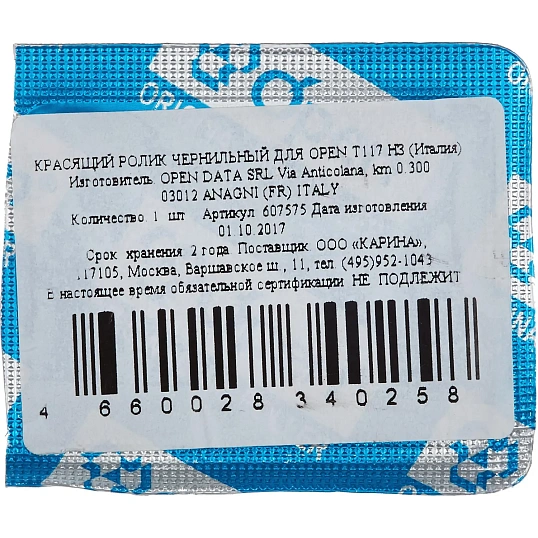 ORIG
КРАСЯЩИЙ РОЛИК ЧЕРНИЛЬНЫЙ ДЛЯ OPEN T117 H3 (Италия)
Изготовитель OPEN DATA SRL Via Anticolana, km 0.300
03012 ANAGNI (FR) ITALY
Количество 1 шт Артикул 607575 Дата изготовления
01.10.2017
Срок хранения 2 года Поставщик ООО «КАРИНА»,
117105, Москва, Варшавское ш., 11, тел (495)952-1043
В настоящее время обязательной сертификации НЕ ПОДЛЕЖИТ
4 660028 340258